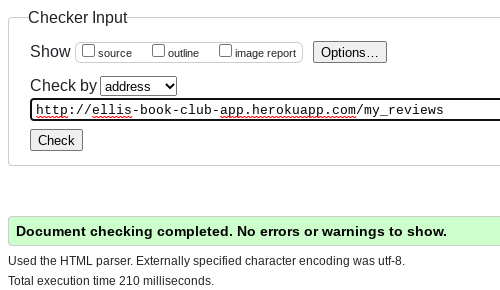 Checker Input
Show source outline image report Options...
Check by address
http://ellis-book-club-app.herokuapp.com/my_reviews
Check
Document checking completed. No errors or warnings to show.
Used the HTML parser. Externally specified character encoding was utf-8.
Total execution time 210 milliseconds.